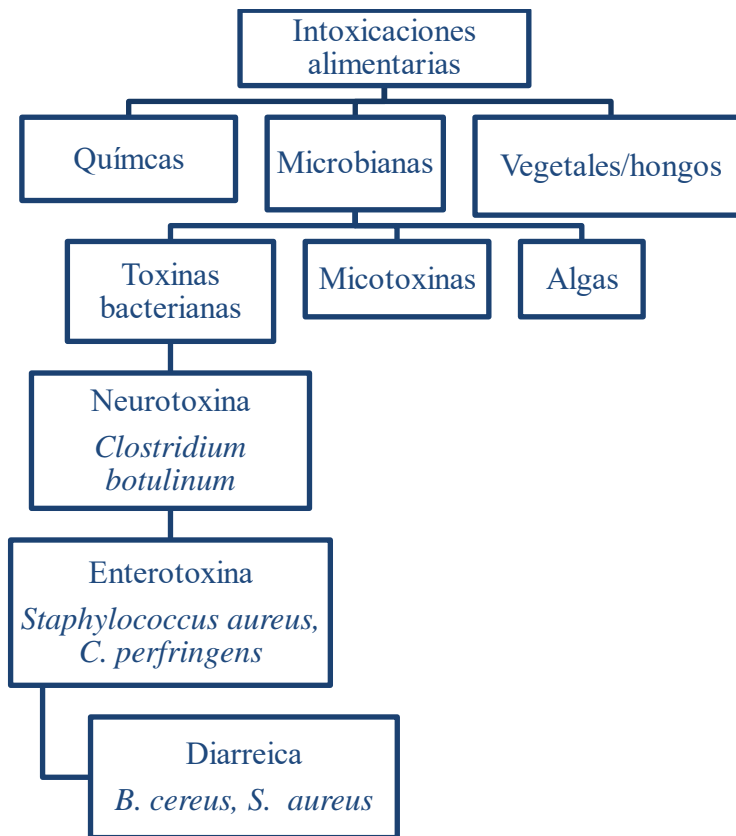 Intoxicaciones
alimentarias
Químcas
Microbianas
Vegetales/hongos
Toxinas
bacterianas
Micotoxinas
Algas
Neurotoxina
Clostridium
botulinum
Enterotoxina
Staphylococcus aureus,
C. perfringens
Diarreica
B. cereus, S. aureus